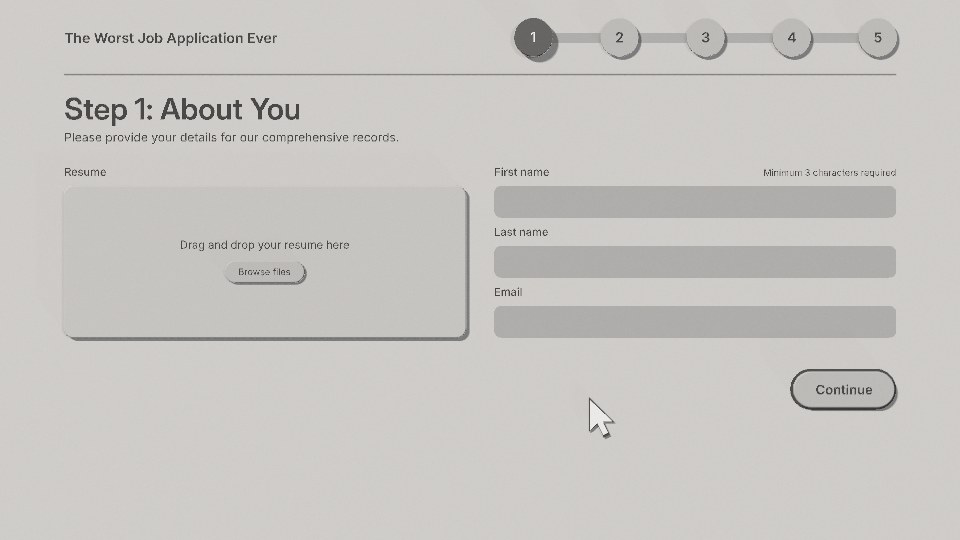 The Worst Job Application Ever
1 2 3 4 5
Step 1: About You
Please provide your details for our comprehensive records.
Resume
Drag and drop your resume here
Browse files
First name
Minimum 3 characters required
Last name
Email
Continue